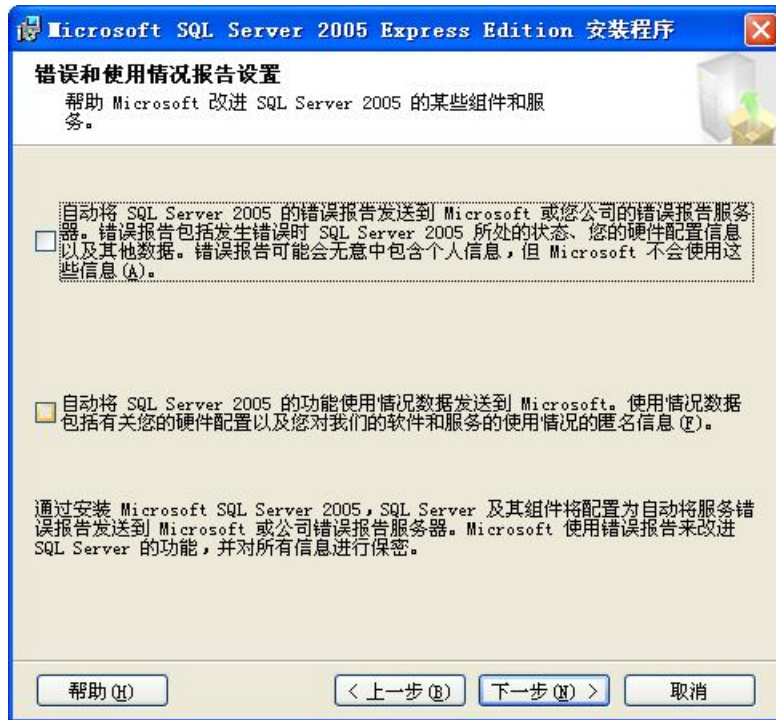 Microsoft SQL Server 2005 Express Edition 安装程序
错误和使用情况报告设置
帮助 Microsoft 改进 SQL Server 2005 的某些组件和服
务。
自动将 SQL Server 2005 的错误报告发送到 Microsoft 或您公司的错误报告服务
器。错误报告包括发生错误时 SQL Server 2005 所处的状态、您的硬件配置信息
以及其他数据。错误报告可能会无意中包含个人信息，但 Microsoft 不会使用这
些信息(A)。
自动将 SQL Server 2005 的功能使用情况数据发送到 Microsoft。使用情况数据
包括有关您的硬件配置以及您对我们的软件和服务的使用情况的匿名信息(F)。
通过安装 Microsoft SQL Server 2005，SQL Server 及其组件将配置为自动将服务错
误报告发送到 Microsoft 或公司错误报告服务器。Microsoft 使用错误报告来改进
SQL Server 的功能，并对所有信息进行保密。
帮助(H) < 上一步(B) 下一步(N) > 取消